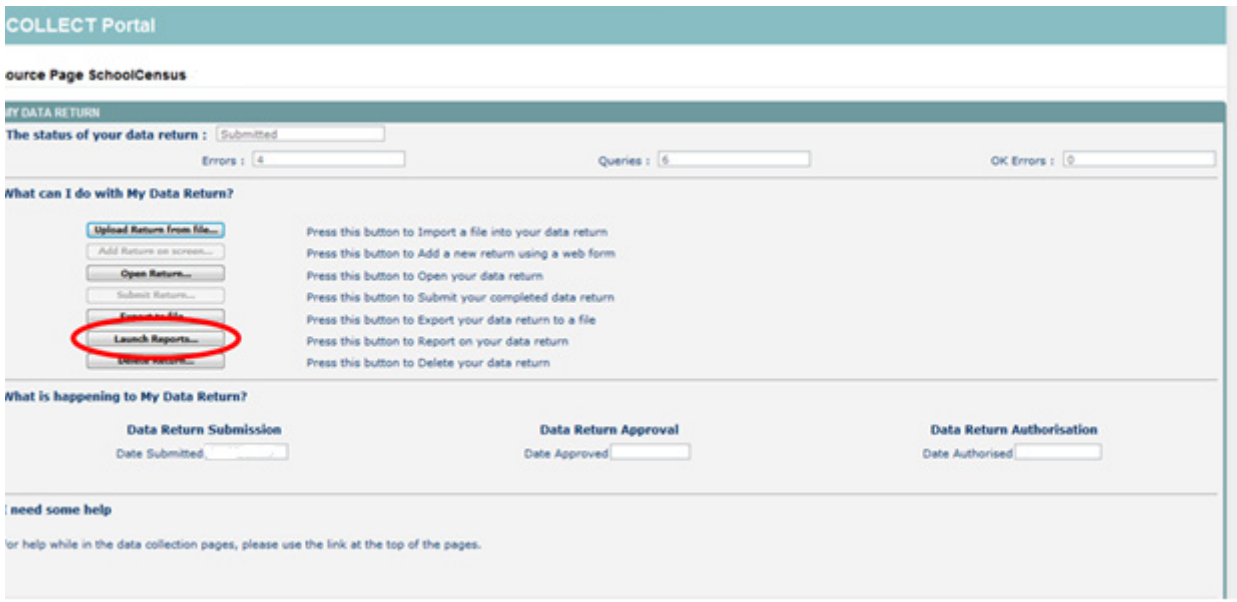 COLLECT Portal
ource Page SchoolCensus
MY DATA RETURN
The status of your data return : Submitted
Errors : 4 Queries : 6 OK Errors : 0
What can I do with My Data Return?
Upload Return from file... Press this button to Import a file into your data return
Add Return on screen... Press this button to Add a new return using a web form
Open Return... Press this button to Open your data return
Submit Return... Press this button to Submit your completed data return
Export to file... Press this button to Export your data return to a file
Launch Reports... Press this button to Report on your data return
Delete Return... Press this button to Delete your data return
What is happening to My Data Return?
Data Return Submission Data Return Approval Data Return Authorisation
Date Submitted Date Approved Date Authorised
I need some help
For help while in the data collection pages, please use the link at the top of the pages.